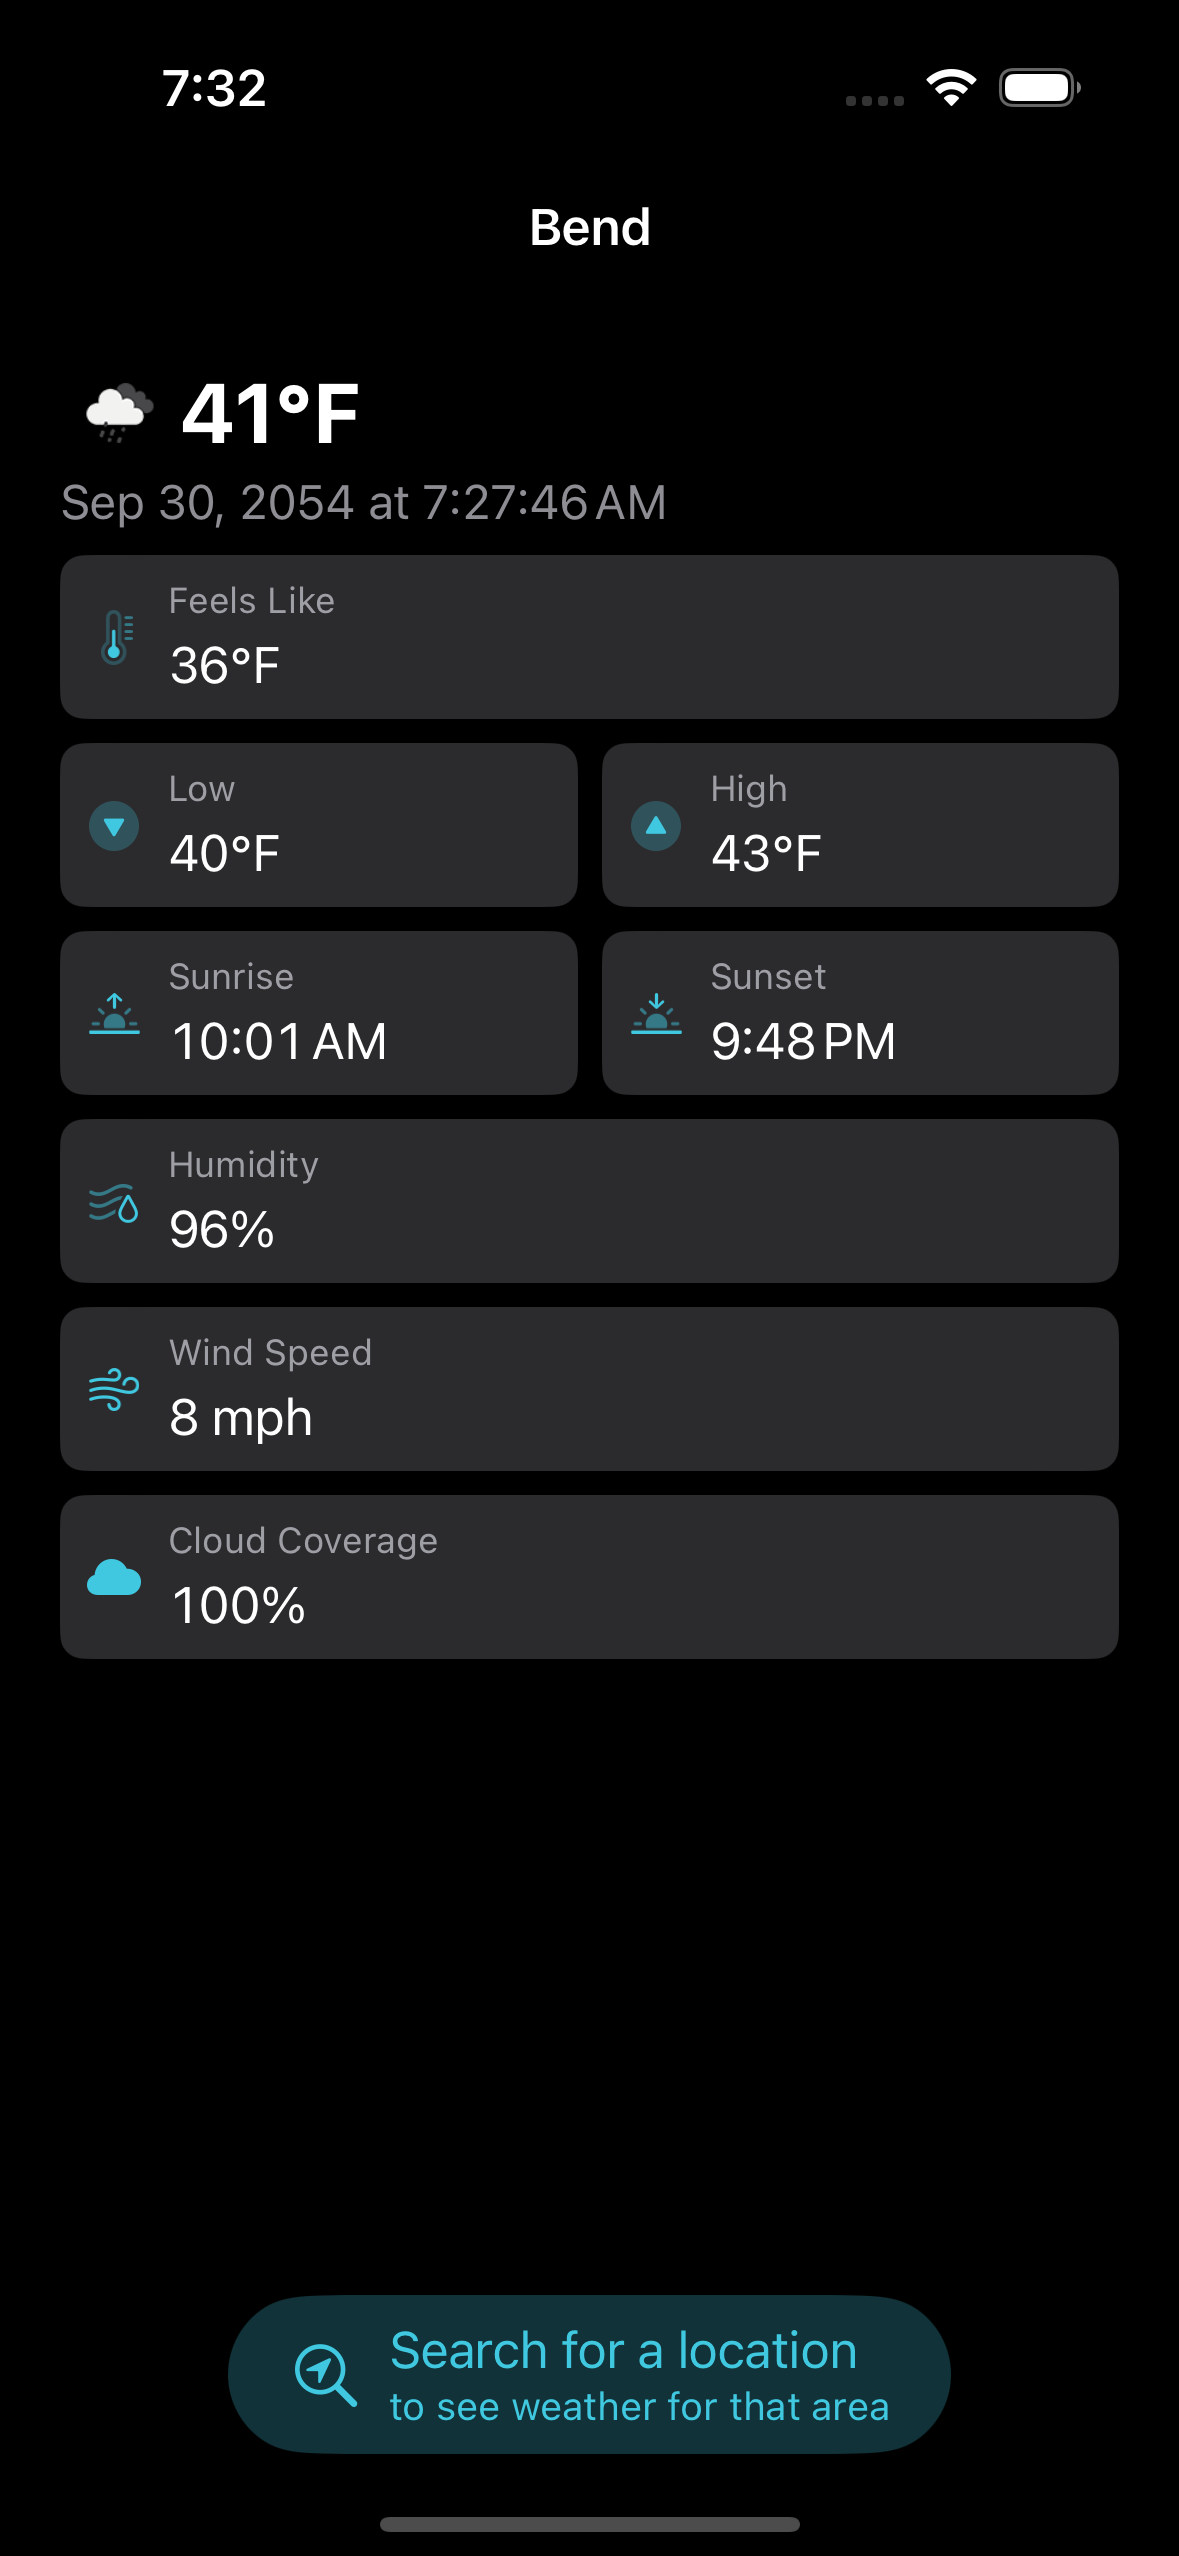 7:32
Bend
41°F
Sep 30, 2054 at 7:27:46 AM
Feels Like
36°F
Low
40°F
High
43°F
Sunrise
10:01 AM
Sunset
9:48 PM
Humidity
96%
Wind Speed
8 mph
Cloud Coverage
100%
Search for a location
to see weather for that area